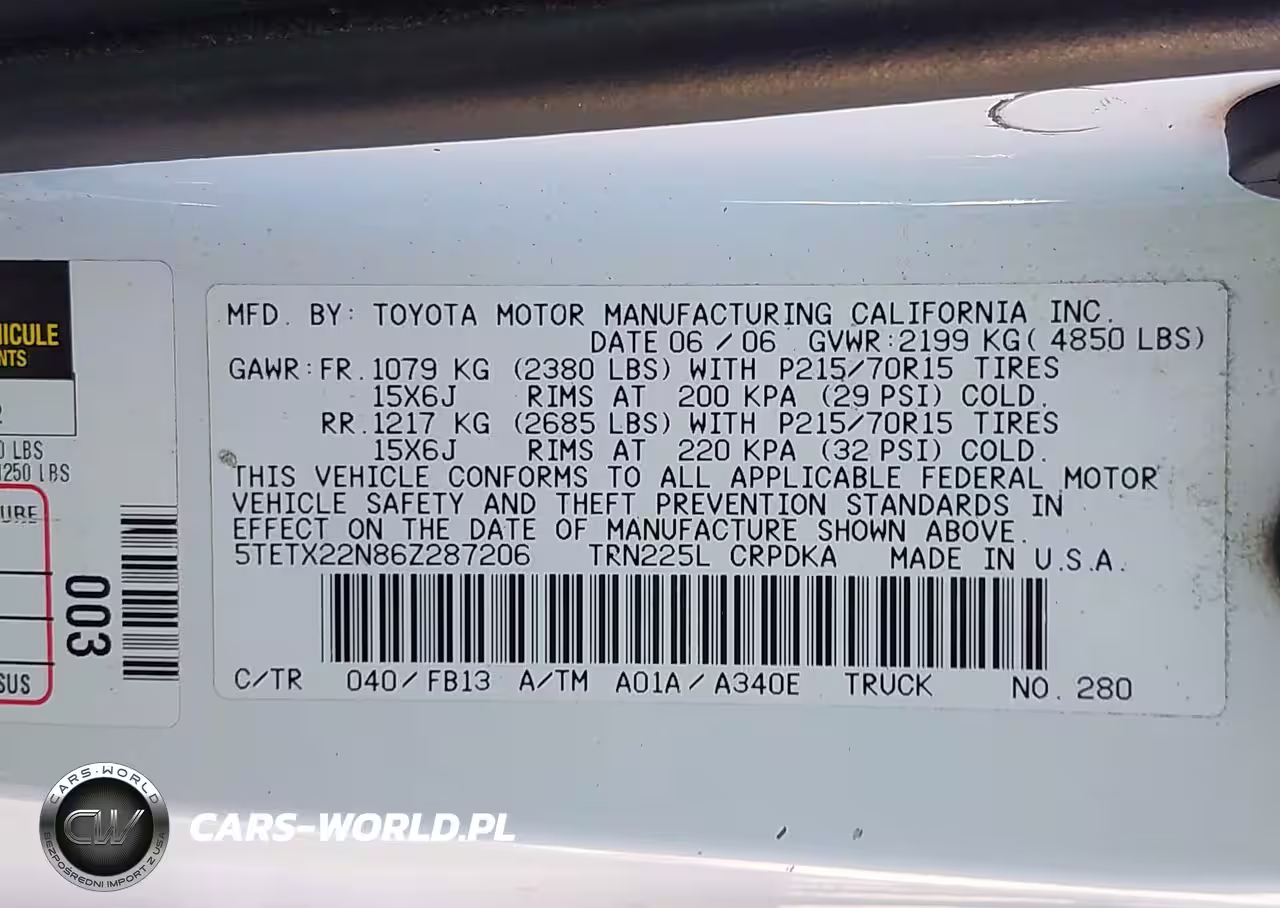 MFD. BY: TOYOTA MOTOR MANUFACTURING CALIFORNIA INC.
DATE 06 / 06 GVWR:2199 KG( 4850 LBS)
GAWR:FR. 1079 KG (2380 LBS) WITH P215/70R15 TIRES
15X6J RIMS AT 200 KPA (29 PSI) COLD.
RR. 1217 KG (2685 LBS) WITH P215/70R15 TIRES
15X6J RIMS AT 220 KPA (32 PSI) COLD.
THIS VEHICLE CONFORMS TO ALL APPLICABLE FEDERAL MOTOR
VEHICLE SAFETY AND THEFT PREVENTION STANDARDS IN
EFFECT ON THE DATE OF MANUFACTURE SHOWN ABOVE.
5TETX22N86Z287206 TRN225L CRPDKA MADE IN U.S.A.
C/TR 040/FB13 A/TM A01A/A340E TRUCK NO. 280
LBS
1250 LBS
003
CARS-WORLD
CW
BEZPOŚREDNI IMPORT Z USA
CARS-WORLD.PL